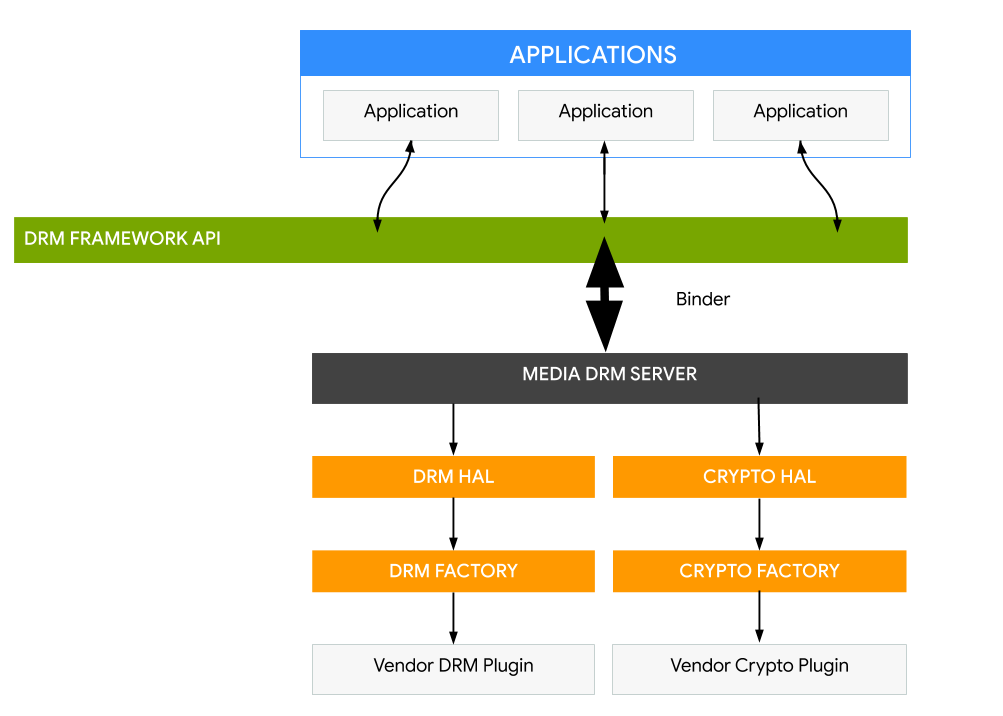 APPLICATIONS
Application
Application
Application
DRM FRAMEWORK API
Binder
MEDIA DRM SERVER
DRM HAL
CRYPTO HAL
DRM FACTORY
CRYPTO FACTORY
Vendor DRM Plugin
Vendor Crypto Plugin